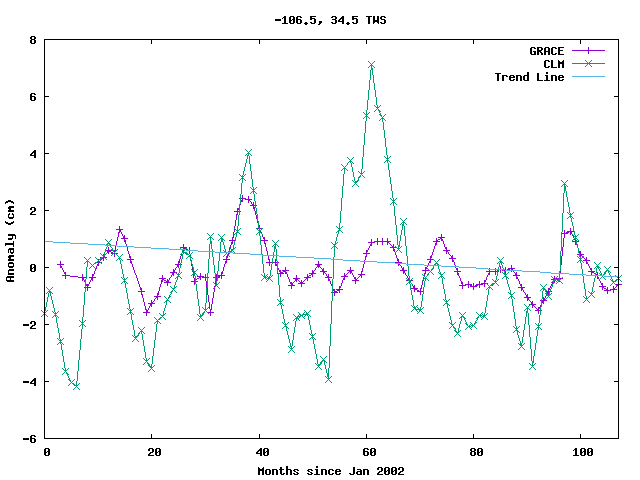 -106.5, 34.5 TWS
GRACE
CLM
Trend Line
8
6
4
2
0
-2
-4
-6
Anomaly (cm)
0 20 40 60 80 100
Months since Jan 2002